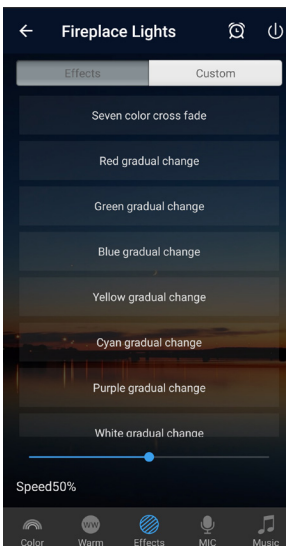 Fireplace Lights
Effects Custom
Seven color cross fade
Red gradual change
Green gradual change
Blue gradual change
Yellow gradual change
Cyan gradual change
Purple gradual change
White gradual change
Speed50%
WW
Color Warm Effects MIC Music